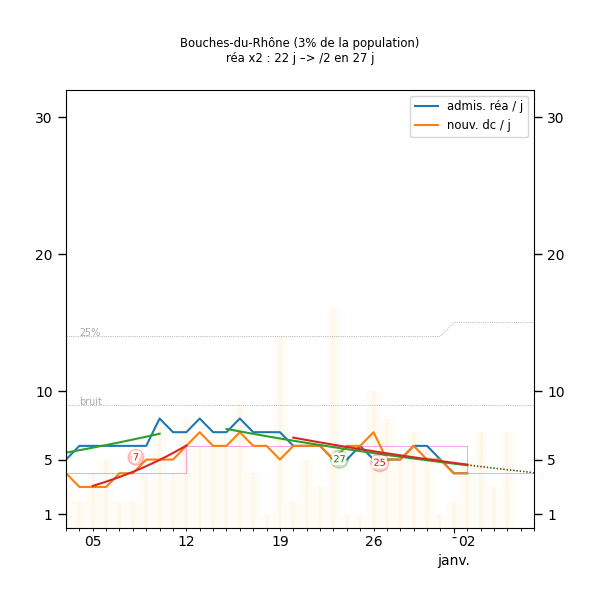 Bouches-du-Rhône (3% de la population)
réa x2 : 22 j –> /2 en 27 j
admis. réa / j
nouv. dc / j
30 30
20 20
25%
10 10
bruit
7
27
25
5 5
1 1
05 12 19 26 02
janv.